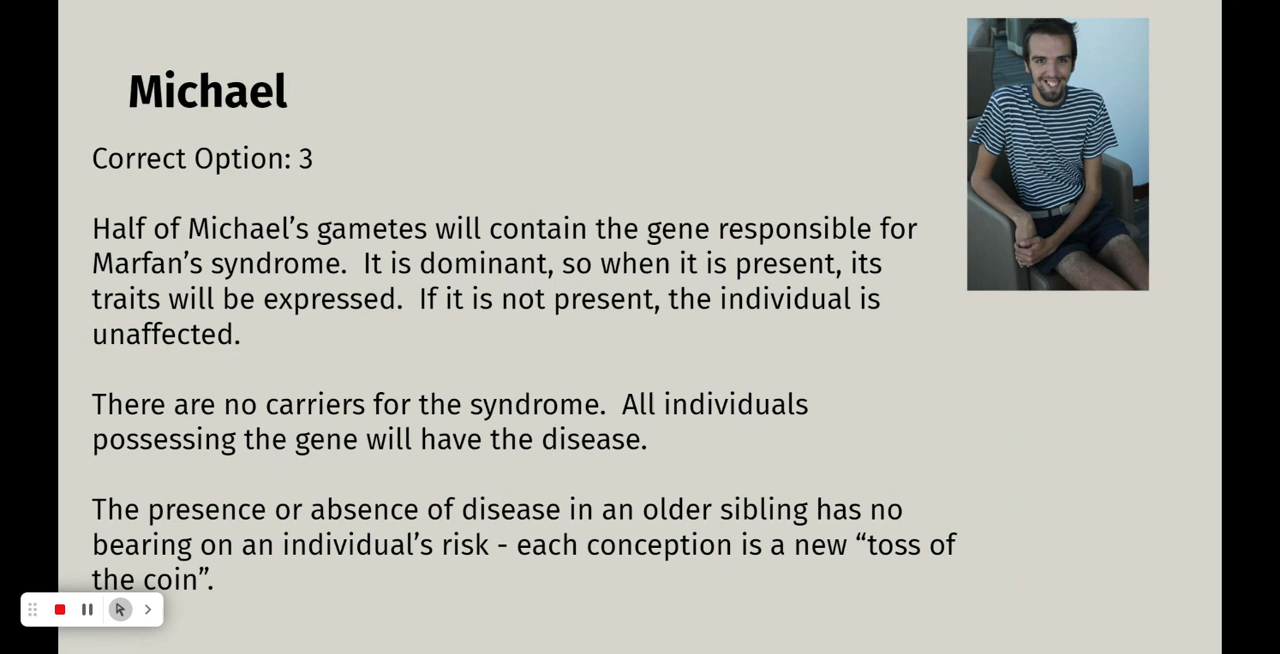 Michael
Correct Option: 3
Half of Michael’s gametes will contain the gene responsible for
Marfan’s syndrome.  It is dominant, so when it is present, its
traits will be expressed.  If it is not present, the individual is
unaffected.
There are no carriers for the syndrome.  All individuals
possessing the gene will have the disease.
The presence or absence of disease in an older sibling has no
bearing on an individual’s risk - each conception is a new “toss of
the coin”.